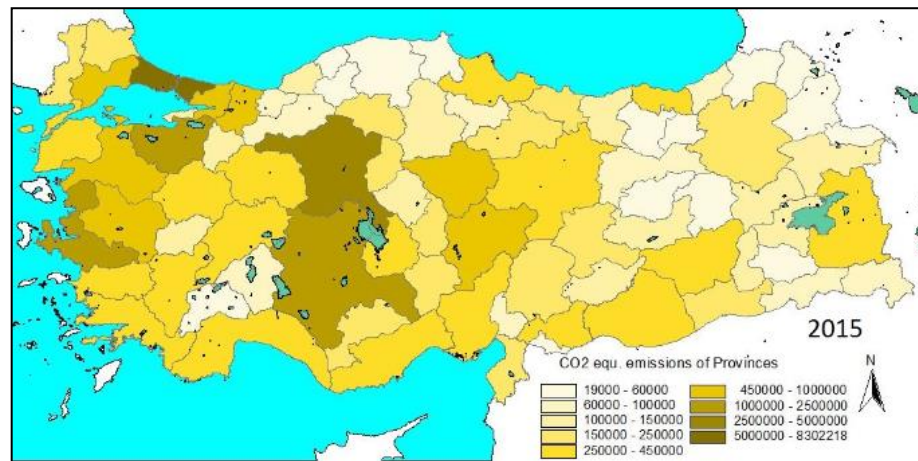 2015
CO2 equ. emissions of Provinces
N
19000 - 60000
60000 - 100000
100000 - 150000
150000 - 250000
250000 - 450000
450000 - 1000000
1000000 - 2500000
2500000 - 5000000
5000000 - 8302218